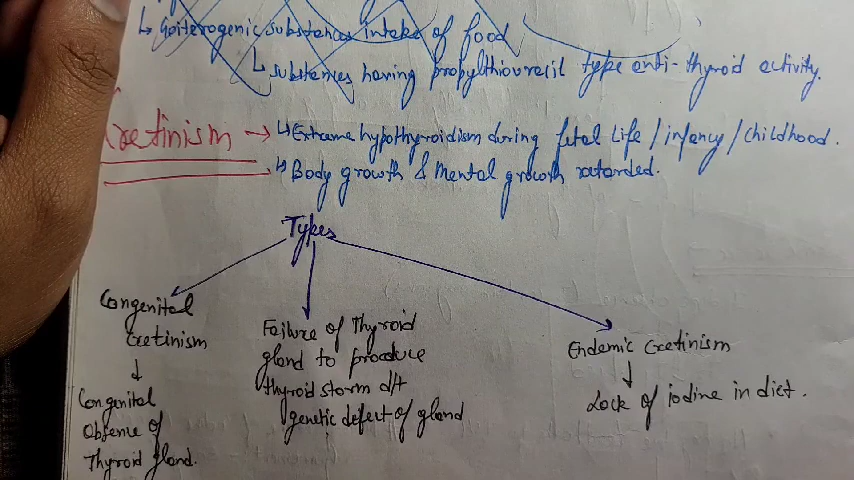 ↳ Goiterogenic substances intake of food
↳ substances having propylthiouracil type anti-thyroid activity.
Cretinism → ↳ Extreme hypothyroidism during fetal life / infancy / childhood.
↳ Body growth & Mental growth retarded.
Types
Congenital
Cretinism
↓
Congenital
absence of
Thyroid gland.
Failure of Thyroid
gland to produce
thyroid storm d/t
genetic defect of gland
Endemic Cretinism
↓
Lack of iodine in diet.